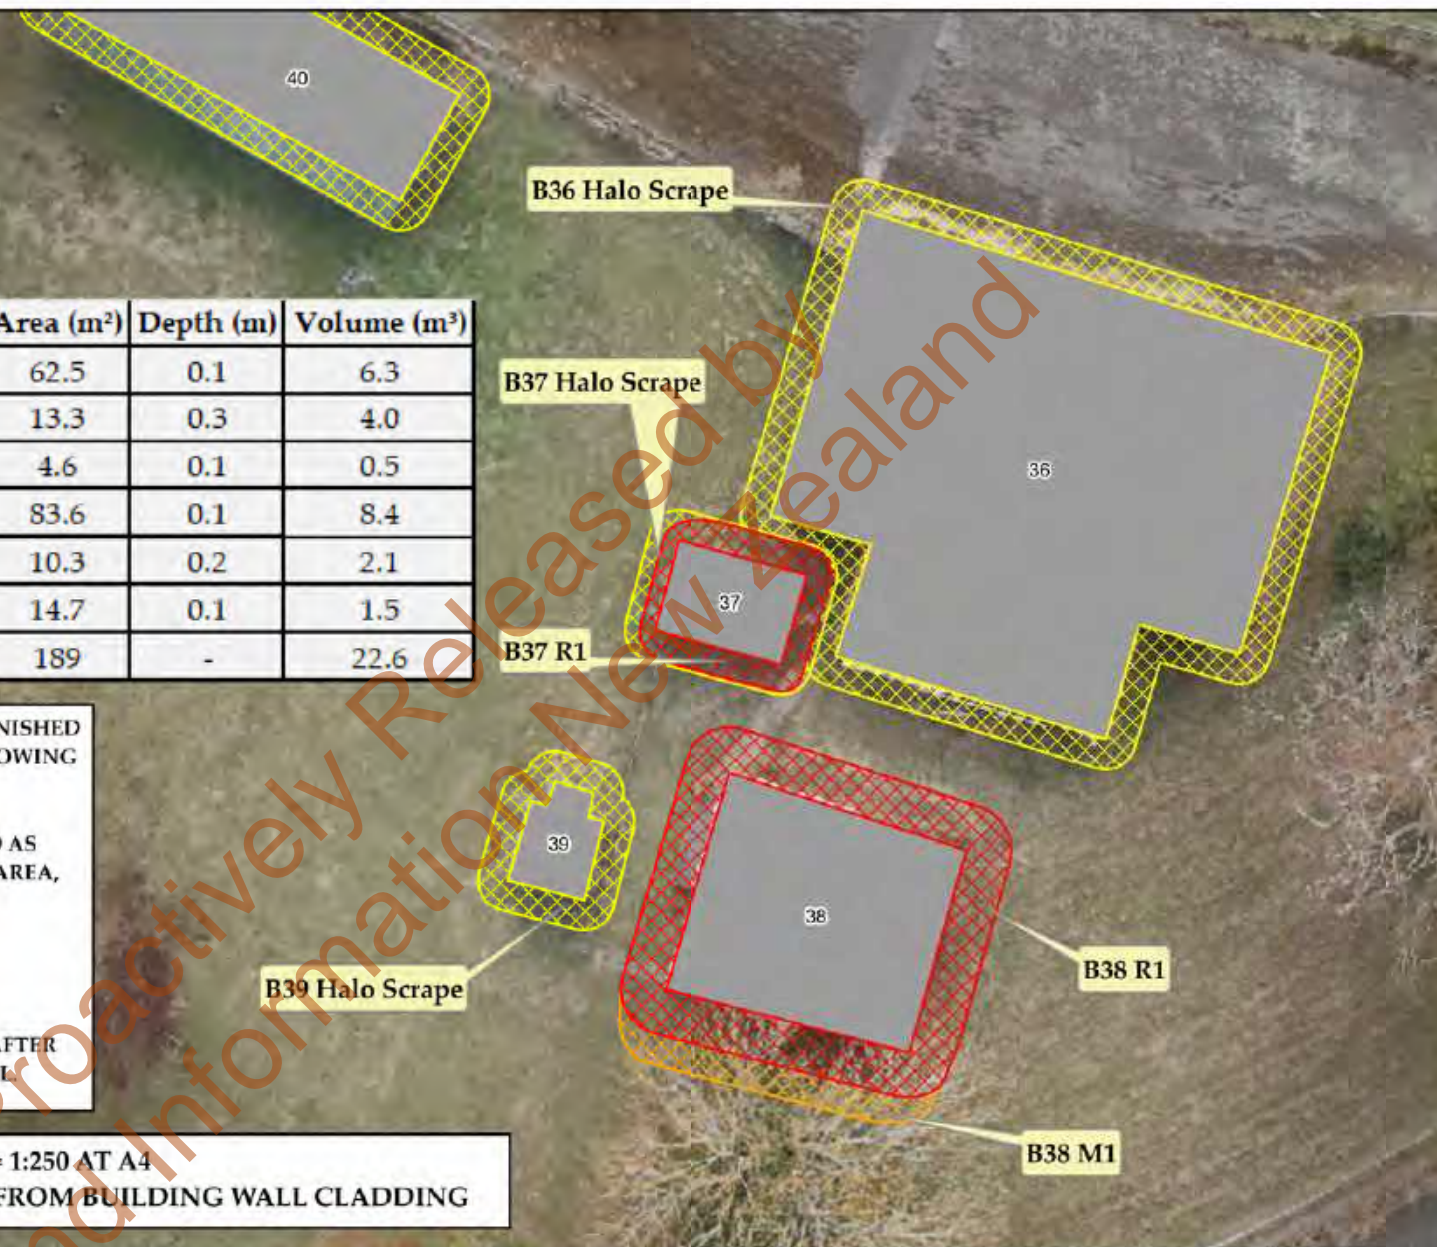 40
B36 Halo Scrape
Area (m²) Depth (m) Volume (m³)
62.5 0.1 6.3
13.3 0.3 4.0
4.6 0.1 0.5
83.6 0.1 8.4
10.3 0.2 2.1
14.7 0.1 1.5
189 - 22.6
B37 Halo Scrape
36
37
B37 R1
NISHED
OWING
AS
AREA,
39
38
B39 Halo Scrape
B38 R1
AFTER
B38 M1
1:250 AT A4
FROM BUILDING WALL CLADDING
Proactively Released by
Land Information New Zealand